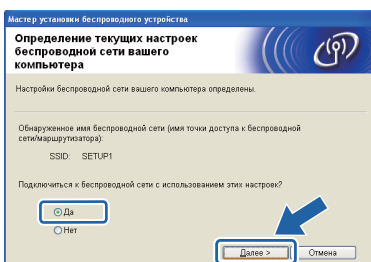 Мастер установки беспроводного устройства
Определение текущих настроек
беспроводной сети вашего
компьютера
Настройки беспроводной сети вашего компьютера определены.
Обнаруженное имя беспроводной сети (имя точки доступа к беспроводной
сети/маршрутизатора):
SSID: SETUP1
Подключиться к беспроводной сети с использованием этих настроек?
Да
Нет
Далее > Отмена